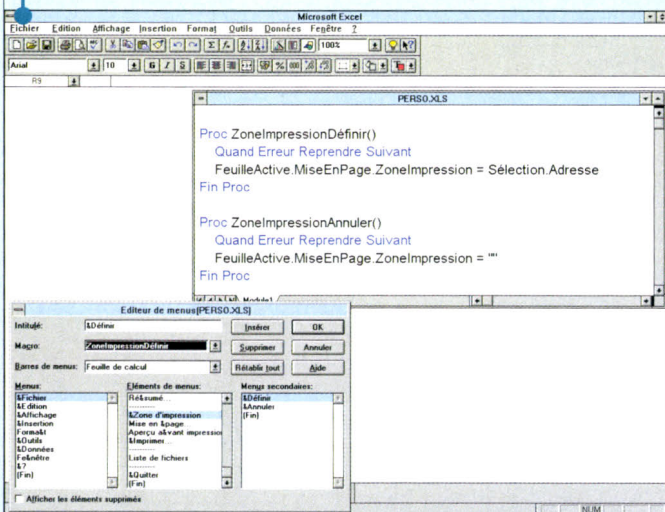 Microsoft Excel
Fichier Edition Affichage Insertion Format Outils Données Fenêtre ?
100%
Arial 10 G I S
R9
PERSO.XLS
Proc ZoneImpressionDéfinir()
Quand Erreur Reprendre Suivant
FeuilleActive.MiseEnPage.ZoneImpression = Sélection.Adresse
Fin Proc
Proc ZoneImpressionAnnuler()
Quand Erreur Reprendre Suivant
FeuilleActive.MiseEnPage.ZoneImpression = ""
Fin Proc
Module1
Editeur de menus[PERSO.XLS]
Intitulé: &Définir Insérer OK
Macro: ZoneImpressionDéfinir Supprimer Annuler
Barres de menus: Feuille de calcul Rétablir tout Aide
Menus: Eléments de menus: Menus secondaires:
&Fichier Ré&sumé... &Définir
&Edition ---------- &Annuler
&Affichage &Zone d'impression (Fin)
&Insertion Mise en &page...
Forma&t Aperçu a&vant impression
&Outils &Imprimer...
&Données ----------
Fe&nêtre Liste de fichiers
&? ----------
(Fin) &Quitter
(Fin)
Afficher les éléments supprimés
NUM